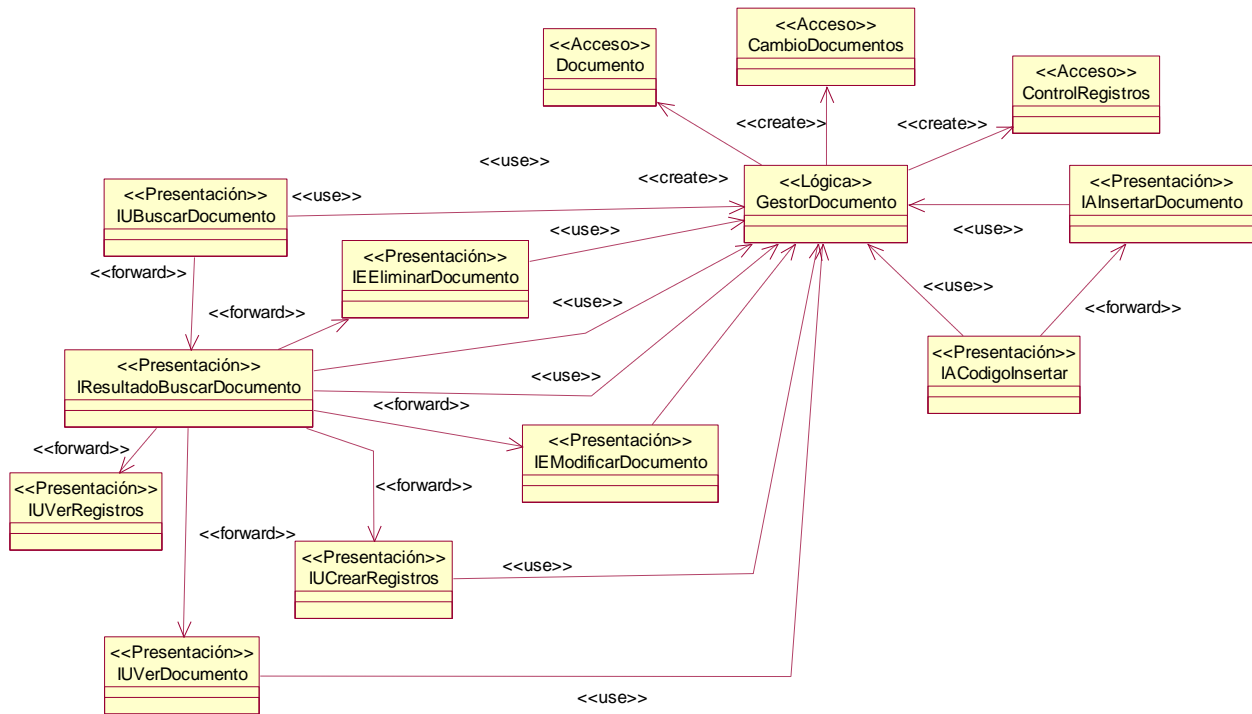 <<Acceso>>
CambioDocumentos
<<Acceso>>
Documento
<<Acceso>>
ControlRegistros
<<create>>
<<create>>
<<use>>
<<create>>
<<Presentación>>
IUBuscarDocumento
<<use>>
<<Lógica>>
GestorDocumento
<<Presentación>>
IAInsertarDocumento
<<use>>
<<use>>
<<forward>>
<<Presentación>>
IEEliminarDocumento
<<use>>
<<forward>>
<<use>>
<<forward>>
<<Presentación>>
IResultadoBuscarDocumento
<<use>>
<<Presentación>>
IACodigoInsertar
<<forward>>
<<Presentación>>
IEModificarDocumento
<<forward>>
<<Presentación>>
IUVerRegistros
<<forward>>
<<forward>>
<<Presentación>>
IUCrearRegistros
<<use>>
<<Presentación>>
IUVerDocumento
<<use>>